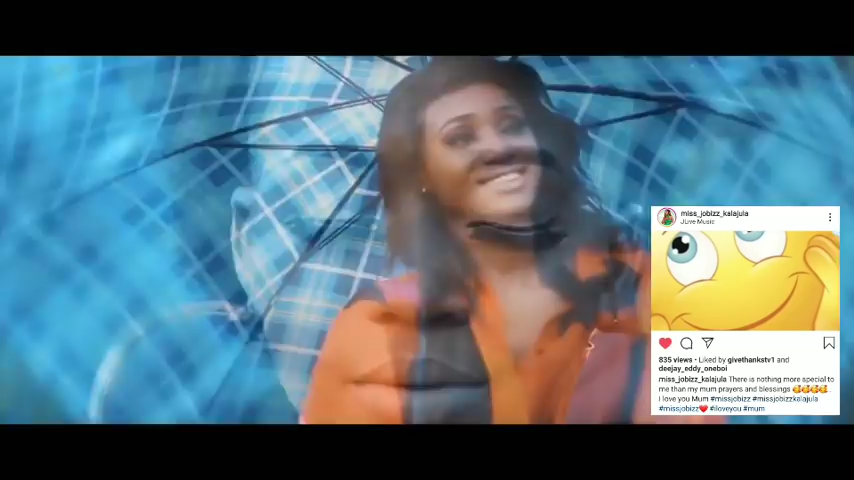 miss_jobizz_kalajula
JLive Music
835 views • Liked by givethankstv1 and
deejay_eddy_oneboi
miss_jobizz_kalajula There is nothing more special to
me than my mum prayers and blessings 🥰🥰🥰🥰..
i love you Mum #missjobizz #missjobizzkalajula
#missjobizz❤️ #iloveyou #mum